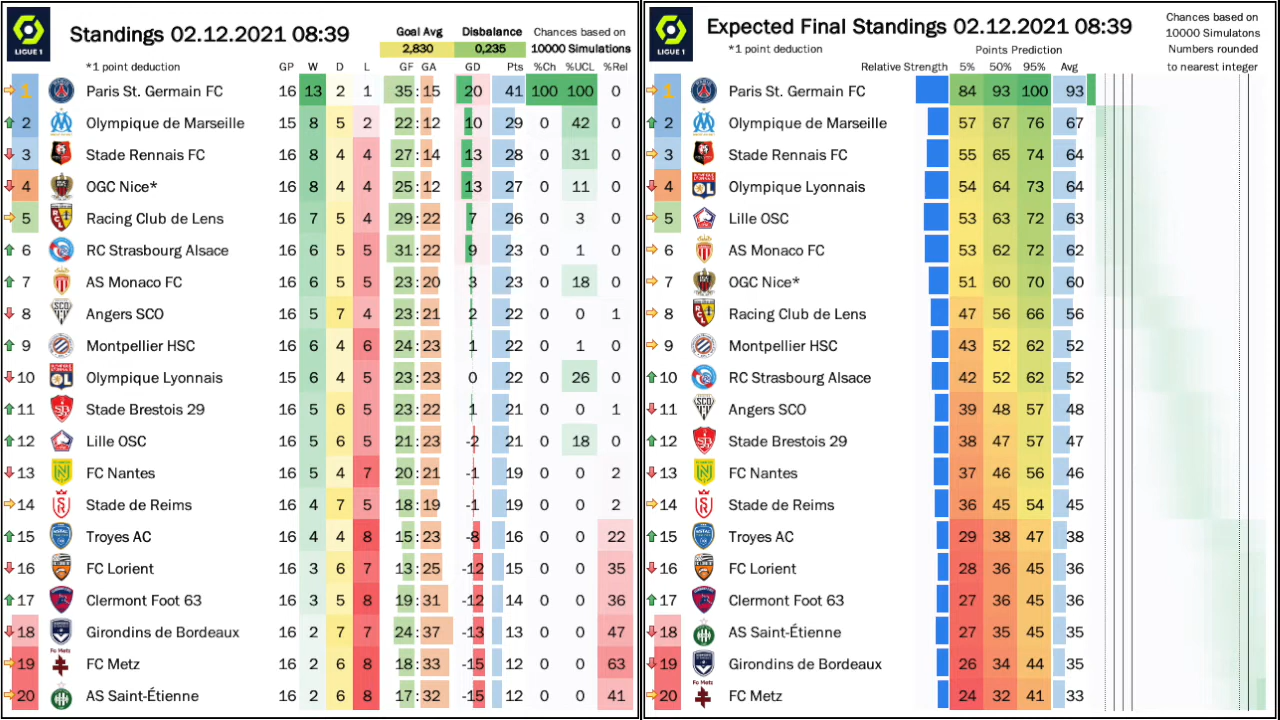 LIGUE 1
Standings 02.12.2021 08:39
Goal Avg Disbalance Chances based on
2,830 0,235 10000 Simulations
*1 point deduction GP W D L GF GA GD Pts %Ch %UCL %Rel
1 Paris St. Germain FC 16 13 2 1 35:15 20 41 100 100 0
2 Olympique de Marseille 15 8 5 2 22:12 10 29 0 42 0
3 Stade Rennais FC 16 8 4 4 27:14 13 28 0 31 0
4 OGC Nice* 16 8 4 4 25:12 13 27 0 11 0
5 Racing Club de Lens 16 7 5 4 29:22 7 26 0 3 0
6 RC Strasbourg Alsace 16 6 5 5 31:22 9 23 0 1 0
7 AS Monaco FC 16 6 5 5 23:20 3 23 0 18 0
8 Angers SCO 16 5 7 4 23:21 2 22 0 0 1
9 Montpellier HSC 16 6 4 6 24:23 1 22 0 1 0
10 Olympique Lyonnais 15 6 4 5 23:23 0 22 0 26 0
11 Stade Brestois 29 16 5 6 5 23:22 1 21 0 0 1
12 Lille OSC 16 5 6 5 21:23 -2 21 0 18 0
13 FC Nantes 16 5 4 7 20:21 -1 19 0 0 2
14 Stade de Reims 16 4 7 5 18:19 -1 19 0 0 2
15 Troyes AC 16 4 4 8 15:23 -8 16 0 0 22
16 FC Lorient 16 3 6 7 13:25 -12 15 0 0 35
17 Clermont Foot 63 16 3 5 8 19:31 -12 14 0 0 36
18 Girondins de Bordeaux 16 2 7 7 24:37 -13 13 0 0 47
19 FC Metz 16 2 6 8 18:33 -15 12 0 0 63
20 AS Saint-Étienne 16 2 6 8 17:32 -15 12 0 0 41
LIGUE 1
Expected Final Standings 02.12.2021 08:39
Chances based on
10000 Simulatons
Numbers rounded
to nearest integer
*1 point deduction Points Prediction
Relative Strength 5% 50% 95% Avg
1 Paris St. Germain FC 84 93 100 93
2 Olympique de Marseille 57 67 76 67
3 Stade Rennais FC 55 65 74 64
4 Olympique Lyonnais 54 64 73 64
5 Lille OSC 53 63 72 63
6 AS Monaco FC 53 62 72 62
7 OGC Nice* 51 60 70 60
8 Racing Club de Lens 47 56 66 56
9 Montpellier HSC 43 52 62 52
10 RC Strasbourg Alsace 42 52 62 52
11 Angers SCO 39 48 57 48
12 Stade Brestois 29 38 47 57 47
13 FC Nantes 37 46 56 46
14 Stade de Reims 36 45 54 45
15 Troyes AC 29 38 47 38
16 FC Lorient 28 36 45 36
17 Clermont Foot 63 27 36 45 36
18 AS Saint-Étienne 27 35 45 35
19 Girondins de Bordeaux 26 34 44 35
20 FC Metz 24 32 41 33